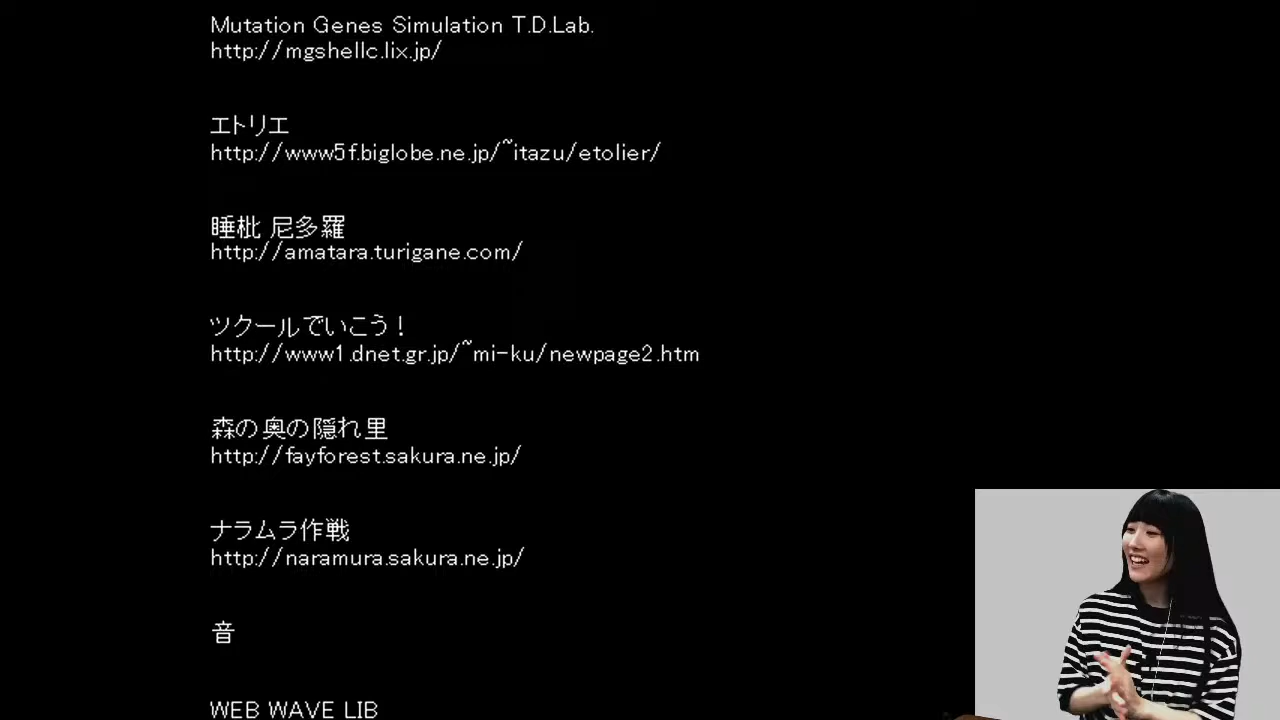 Mutation Genes Simulation T.D.Lab.
http://mgshellc.lix.jp/
エトリエ
http://www5f.biglobe.ne.jp/~itazu/etolier/
睡枇 尼多羅
http://amatara.turigane.com/
ツクールでいこう！
http://www1.dnet.gr.jp/~mi-ku/newpage2.htm
森の奥の隠れ里
http://fayforest.sakura.ne.jp/
ナラムラ作戦
http://naramura.sakura.ne.jp/
音
WEB WAVE LIB